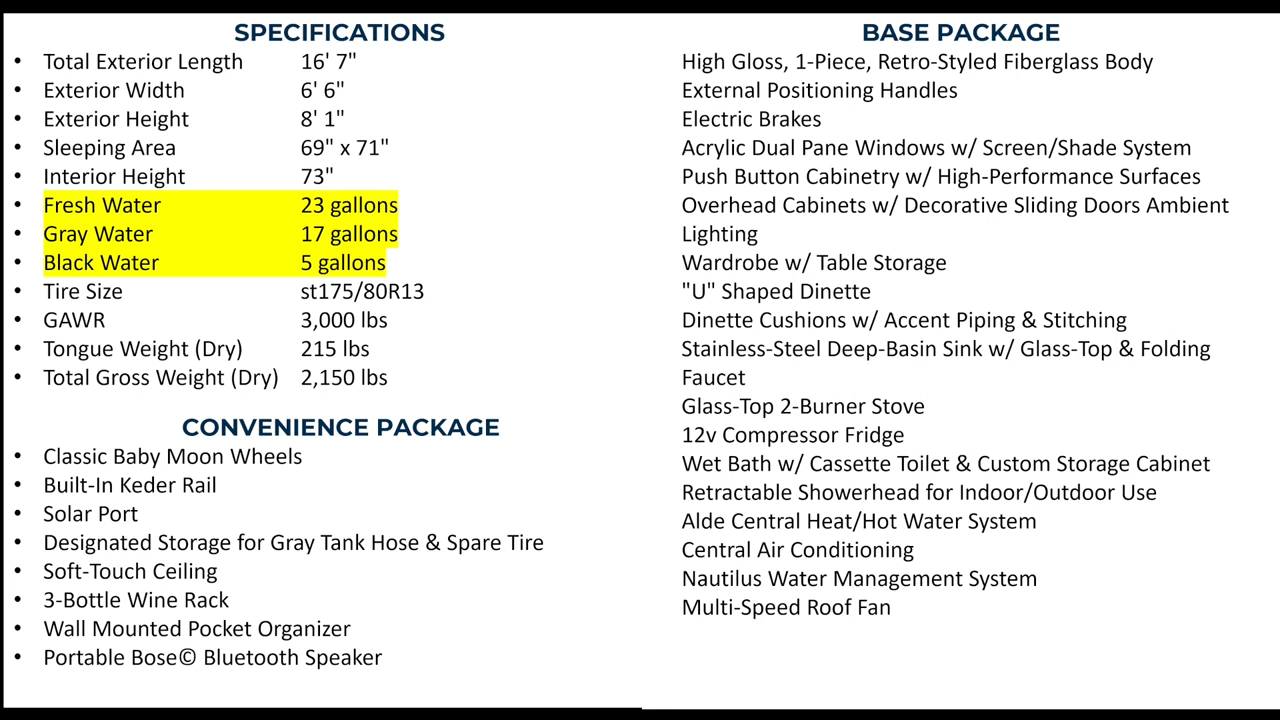 SPECIFICATIONS
• Total Exterior Length 16' 7"
• Exterior Width 6' 6"
• Exterior Height 8' 1"
• Sleeping Area 69" x 71"
• Interior Height 73"
• Fresh Water 23 gallons
• Gray Water 17 gallons
• Black Water 5 gallons
• Tire Size st175/80R13
• GAWR 3,000 lbs
• Tongue Weight (Dry) 215 lbs
• Total Gross Weight (Dry) 2,150 lbs
CONVENIENCE PACKAGE
• Classic Baby Moon Wheels
• Built-In Keder Rail
• Solar Port
• Designated Storage for Gray Tank Hose & Spare Tire
• Soft-Touch Ceiling
• 3-Bottle Wine Rack
• Wall Mounted Pocket Organizer
• Portable Bose© Bluetooth Speaker
BASE PACKAGE
High Gloss, 1-Piece, Retro-Styled Fiberglass Body
External Positioning Handles
Electric Brakes
Acrylic Dual Pane Windows w/ Screen/Shade System
Push Button Cabinetry w/ High-Performance Surfaces
Overhead Cabinets w/ Decorative Sliding Doors Ambient
Lighting
Wardrobe w/ Table Storage
"U" Shaped Dinette
Dinette Cushions w/ Accent Piping & Stitching
Stainless-Steel Deep-Basin Sink w/ Glass-Top & Folding
Faucet
Glass-Top 2-Burner Stove
12v Compressor Fridge
Wet Bath w/ Cassette Toilet & Custom Storage Cabinet
Retractable Showerhead for Indoor/Outdoor Use
Alde Central Heat/Hot Water System
Central Air Conditioning
Nautilus Water Management System
Multi-Speed Roof Fan